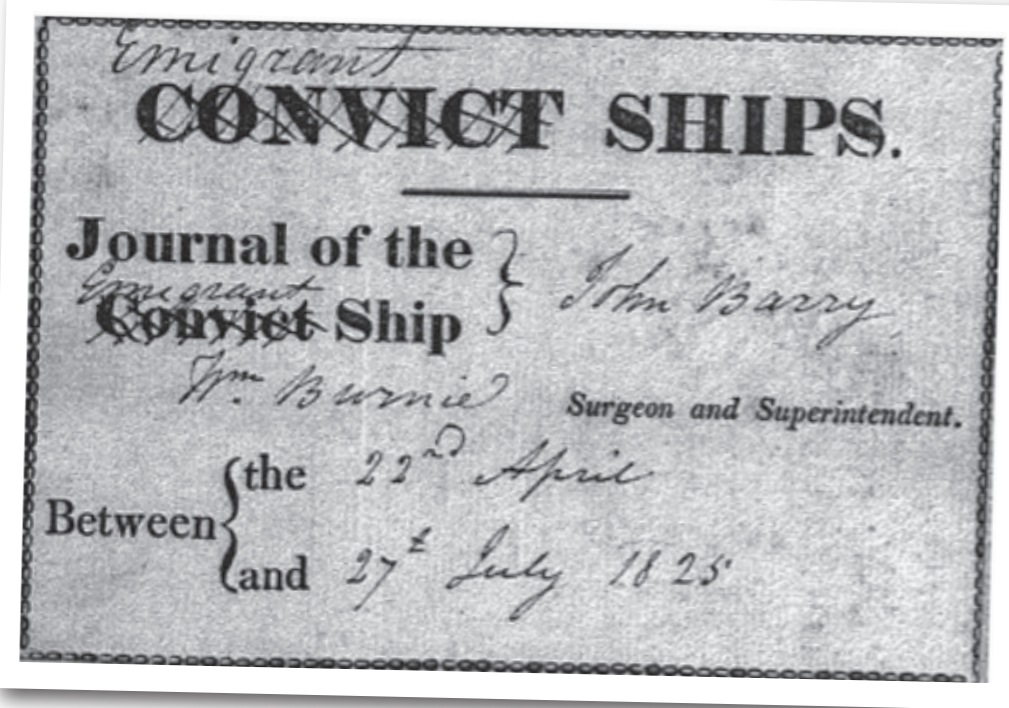 Emigrant
CONVICT SHIPS.
Journal of the
Emigrant
Convict Ship
John Barry
Wm Burnie
Surgeon and Superintendent.
Between
the 22nd April
and 27t July 1825